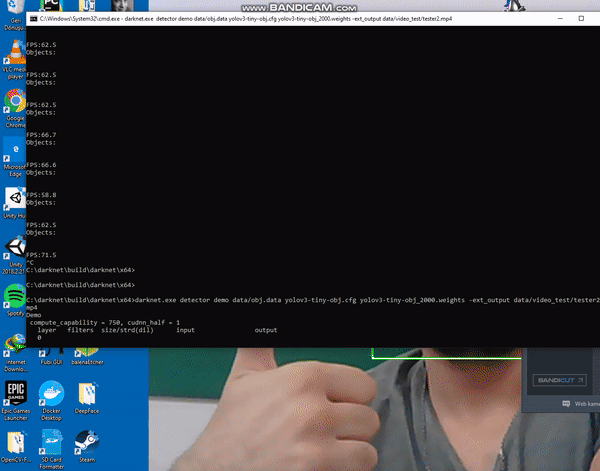 www.BANDICAM.com
C:\Windows\System32\cmd.exe - darknet.exe detector demo data/obj.data yolov3-tiny-obj.cfg yolov3-tiny-obj_2000.weights -ext_output data/video_test/tester2.mp4
FPS:62.5
Objects:
FPS:62.5
Objects:
FPS:62.5
Objects:
FPS:66.7
Objects:
FPS:66.6
Objects:
FPS:58.8
Objects:
FPS:62.5
Objects:
FPS:71.5
^C
C:\darknet\build\darknet\x64>
C:\darknet\build\darknet\x64>
C:\darknet\build\darknet\x64>darknet.exe detector demo data/obj.data yolov3-tiny-obj.cfg yolov3-tiny-obj_2000.weights -ext_output data/video_test/tester2.
mp4
Demo
compute_capability = 750, cudnn_half = 1
layer filters size/strd(dil) input output
0
Geri
Dönüşü...
VLC media
player
Google
Chrome
Microsoft
Edge
Unity Hub
Unity
2018.2.21
Spotify
Internet
Downlo...
Fubi GUI
balenaEtcher
Epic Games
Launcher
Docker
Desktop
DeepFace
OpenCV-F...
SD Card
Formatter
Steam
BANDICUT
Web kame